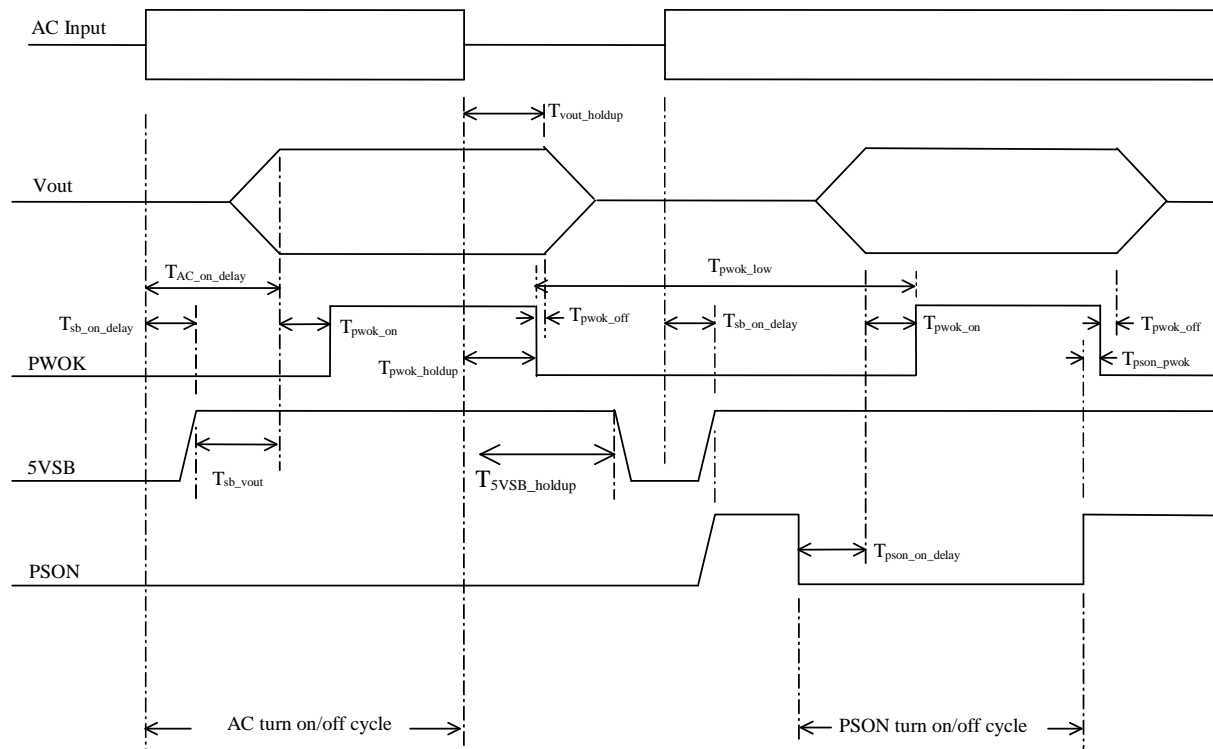 AC Input
Tvout_holdup
Vout
TAC_on_delay
Tpwok_low
Tsb_on_delay
Tpwok_on
Tpwok_off
Tsb_on_delay
Tpwok_on
Tpwok_off
PWOK
Tpwok_holdup
Tpson_pwok
5VSB
Tsb_vout
T5VSB_holdup
PSON
Tpson_on_delay
AC turn on/off cycle
PSON turn on/off cycle